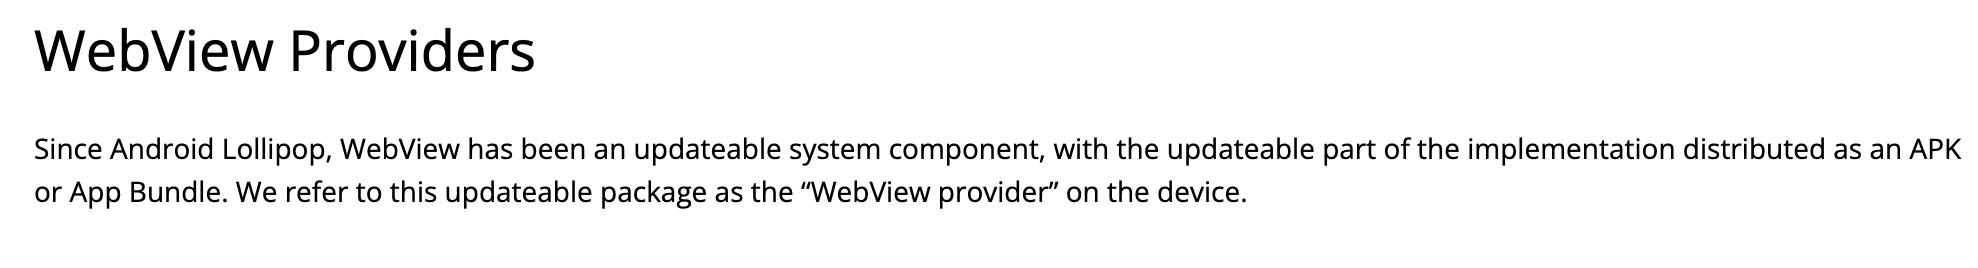 WebView Providers
Since Android Lollipop, WebView has been an updateable system component, with the updateable part of the implementation distributed as an APK
or App Bundle. We refer to this updateable package as the “WebView provider” on the device.